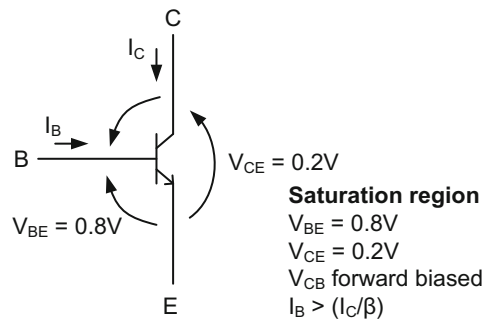 C
I_C
I_B
B
V_CE = 0.2V
V_BE = 0.8V
E
Saturation region
V_BE = 0.8V
V_CE = 0.2V
V_CB forward biased
I_B > (I_C/β)